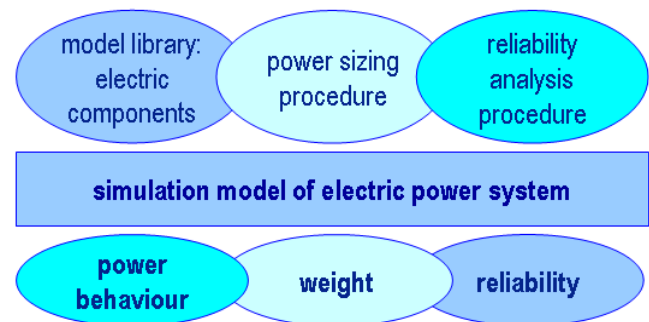 model library:
electric
components
power sizing
procedure
reliability
analysis
procedure
simulation model of electric power system
power
behaviour
weight
reliability